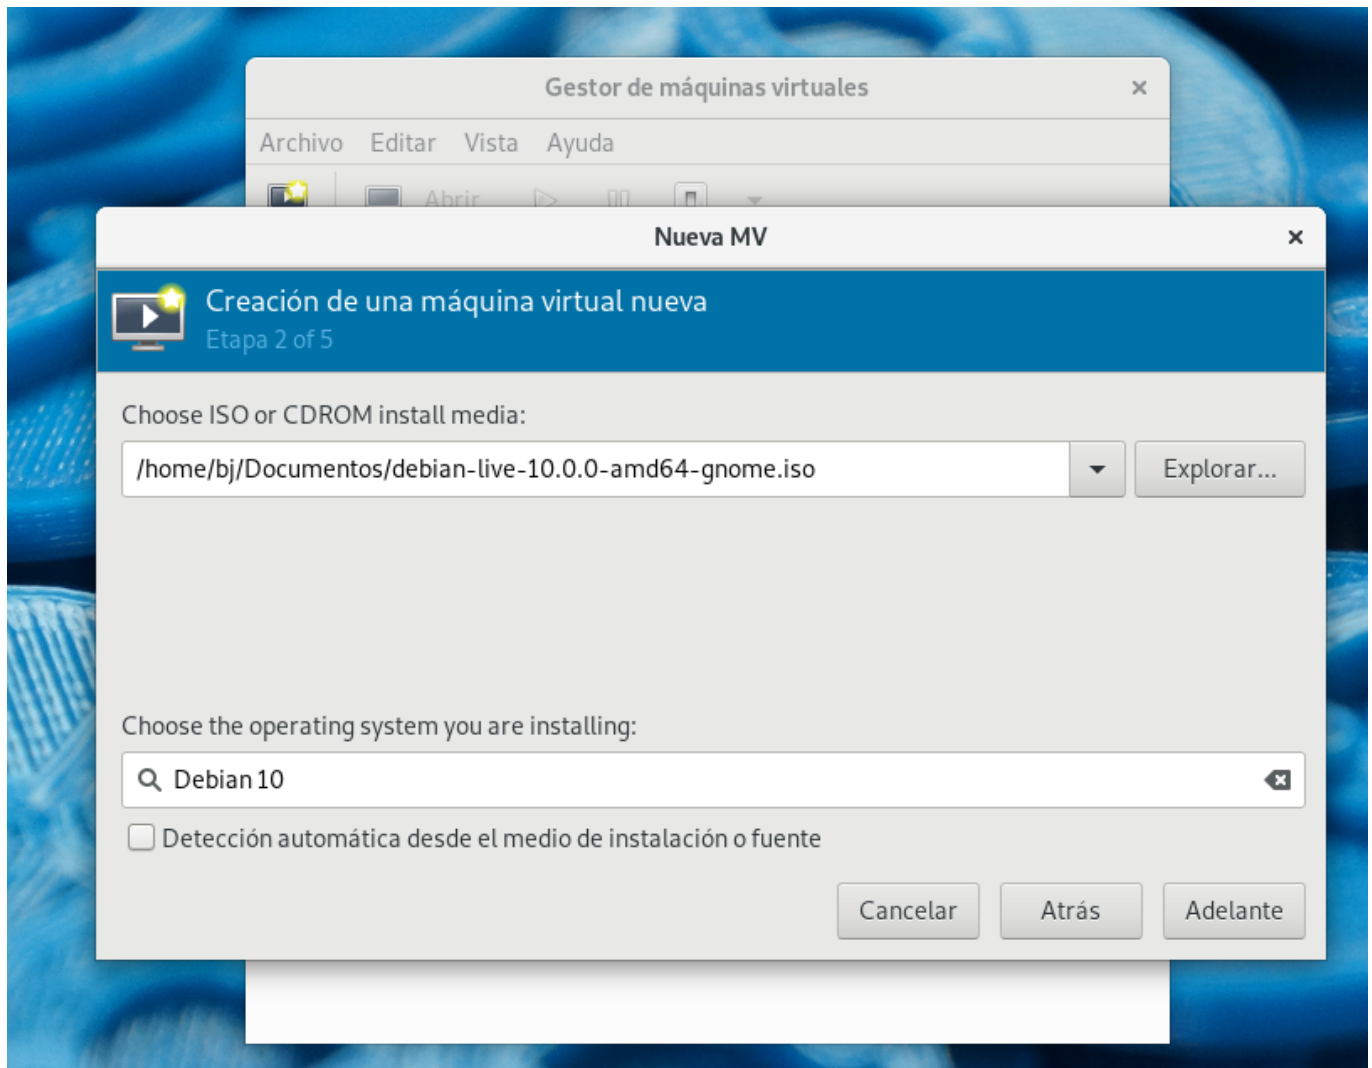 Gestor de máquinas virtuales
Archivo Editar Vista Ayuda
Abrir
Nueva MV
Creación de una máquina virtual nueva
Etapa 2 of 5
Choose ISO or CDROM install media:
/home/bj/Documentos/debian-live-10.0.0-amd64-gnome.iso Explorar...
Choose the operating system you are installing:
Debian 10
Detección automática desde el medio de instalación o fuente
Cancelar Atrás Adelante